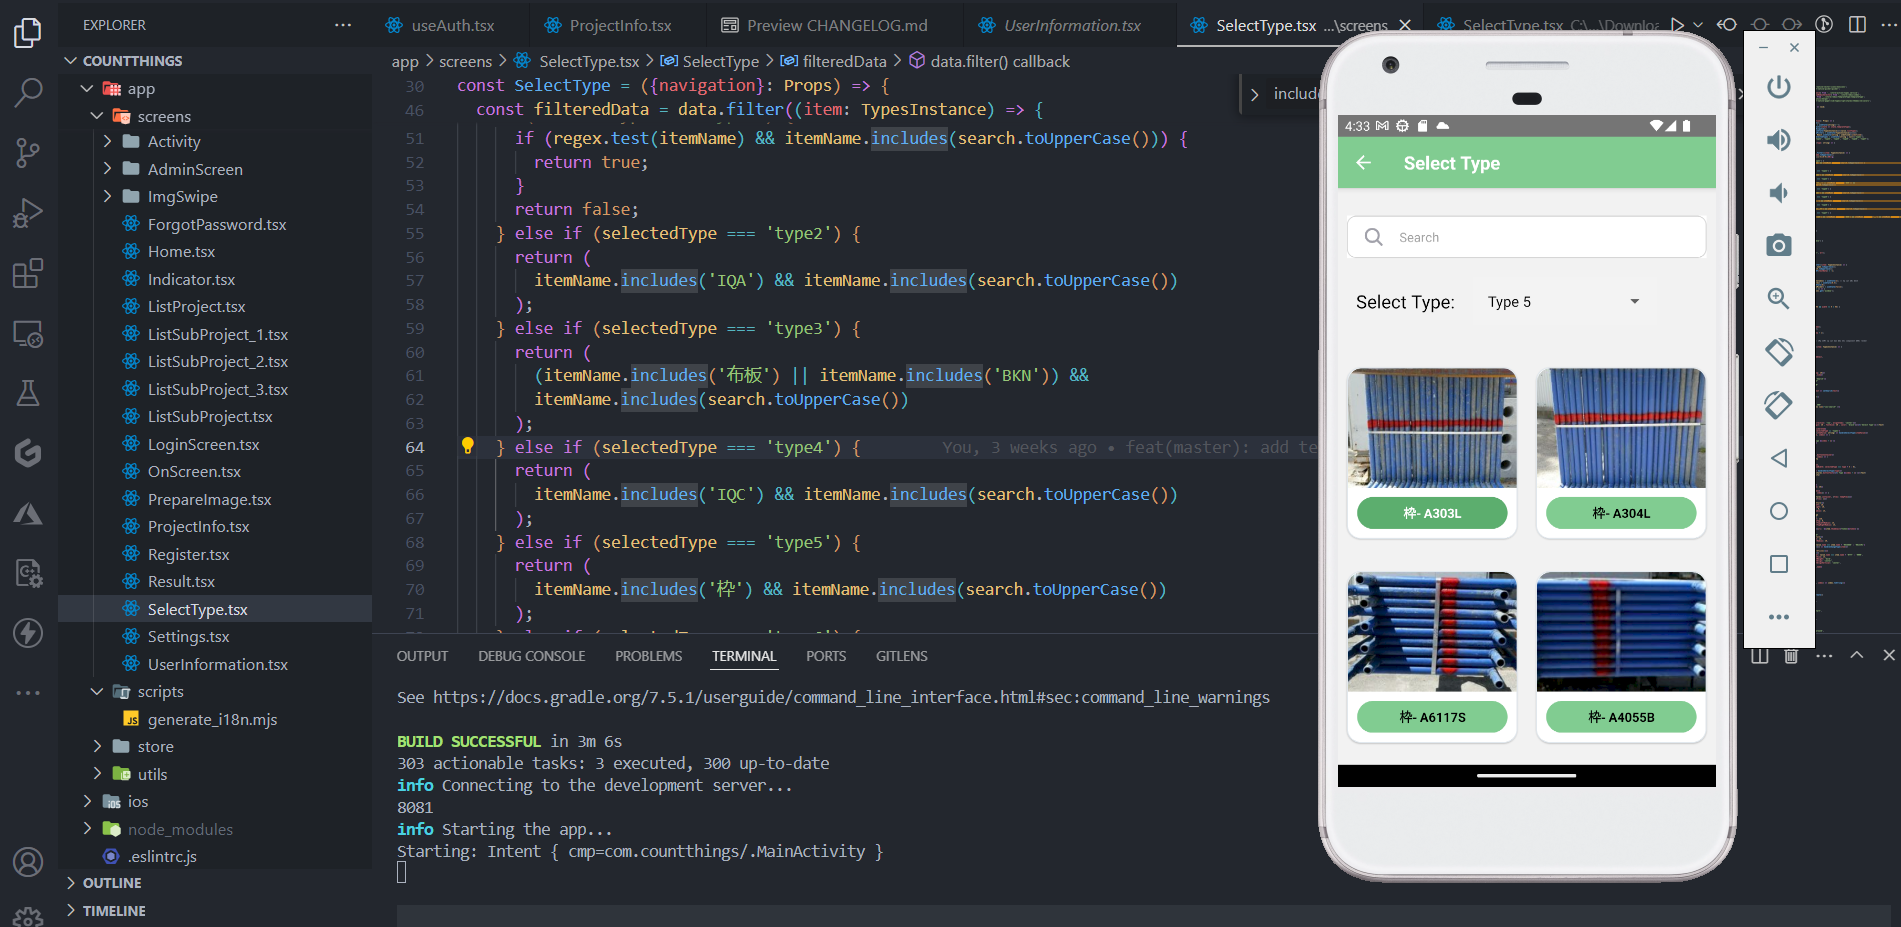 EXPLORER
useAuth.tsx
ProjectInfo.tsx
Preview CHANGELOG.md
UserInformation.tsx
SelectType.tsx ...\screens
SelectType.tsx C:\...\Downloa
COUNTTHINGS
app
screens
Activity
AdminScreen
ImgSwipe
ForgotPassword.tsx
Home.tsx
Indicator.tsx
ListProject.tsx
ListSubProject_1.tsx
ListSubProject_2.tsx
ListSubProject_3.tsx
ListSubProject.tsx
LoginScreen.tsx
OnScreen.tsx
PrepareImage.tsx
ProjectInfo.tsx
Register.tsx
Result.tsx
SelectType.tsx
Settings.tsx
UserInformation.tsx
scripts
JS generate_i18n.mjs
store
utils
iOS ios
node_modules
.eslintrc.js
OUTLINE
TIMELINE
app > screens > SelectType.tsx > SelectType > filteredData > data.filter() callback
30 const SelectType = ({navigation}: Props) => {
46 const filteredData = data.filter((item: TypesInstance) => {
51 if (regex.test(itemName) && itemName.includes(search.toUpperCase())) {
52 return true;
53 }
54 return false;
55 } else if (selectedType === 'type2') {
56 return (
57 itemName.includes('IQA') && itemName.includes(search.toUpperCase())
58 );
59 } else if (selectedType === 'type3') {
60 return (
61 (itemName.includes('布板') || itemName.includes('BKN')) &&
62 itemName.includes(search.toUpperCase())
63 );
64 } else if (selectedType === 'type4') { You, 3 weeks ago • feat(master): add te
65 return (
66 itemName.includes('IQC') && itemName.includes(search.toUpperCase())
67 );
68 } else if (selectedType === 'type5') {
69 return (
70 itemName.includes('枠') && itemName.includes(search.toUpperCase())
71 );
includ
OUTPUT DEBUG CONSOLE PROBLEMS TERMINAL PORTS GITLENS
See https://docs.gradle.org/7.5.1/userguide/command_line_interface.html#sec:command_line_warnings
BUILD SUCCESSFUL in 3m 6s
303 actionable tasks: 3 executed, 300 up-to-date
info Connecting to the development server...
8081
info Starting the app...
Starting: Intent { cmp=com.countthings/.MainActivity }
4:33
Select Type
Search
Select Type: Type 5
枠- A303L
枠- A304L
枠- A6117S
枠- A4055B